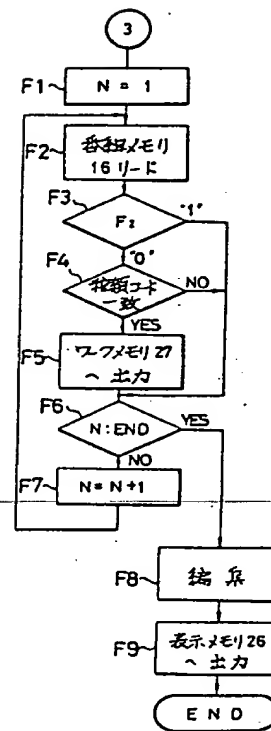 3
F1
N = 1
F2
番組メモリ
16 リード
F3
F2
"1"
"0"
F4
種類コード
一致
NO
YES
F5
ワークメモリ 27
へ 出力
F6
N:END
YES
NO
F7
N = N+1
F8
編 集
F9
表示メモリ 26
へ 出力
END